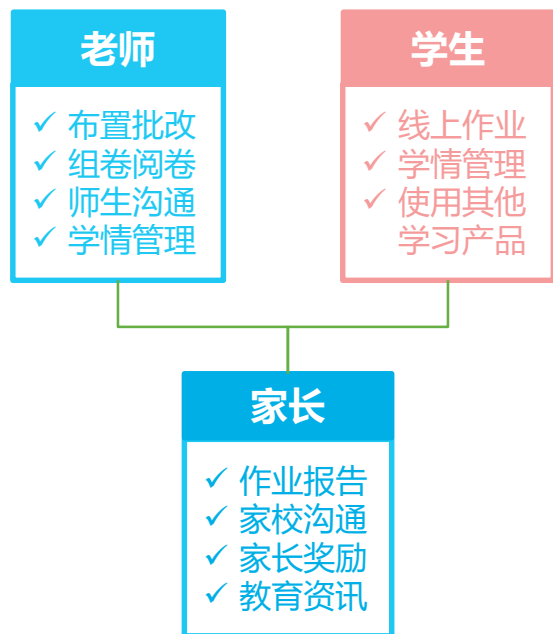 老师
✓ 布置批改
✓ 组卷阅卷
✓ 师生沟通
✓ 学情管理
学生
✓ 线上作业
✓ 学情管理
✓ 使用其他
学习产品
家长
✓ 作业报告
✓ 家校沟通
✓ 家长奖励
✓ 教育资讯